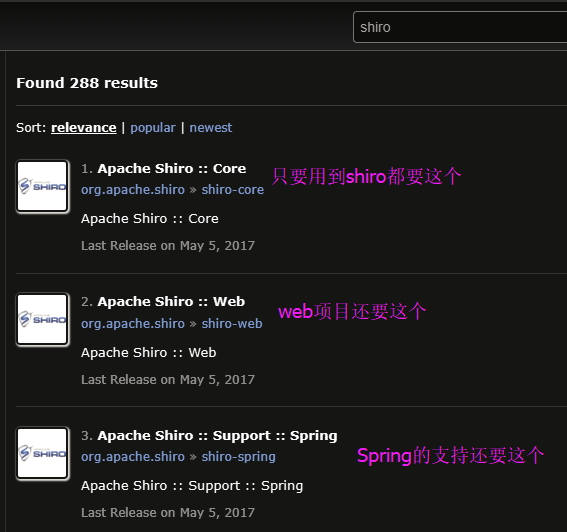 shiro
Found 288 results
Sort: relevance | popular | newest
SHIRO
1. Apache Shiro :: Core
org.apache.shiro » shiro-core
只要用到shiro都要这个
Apache Shiro :: Core
Last Release on May 5, 2017
SHIRO
2. Apache Shiro :: Web
org.apache.shiro » shiro-web
web项目还要这个
Apache Shiro :: Web
Last Release on May 5, 2017
SHIRO
3. Apache Shiro :: Support :: Spring
org.apache.shiro » shiro-spring
Spring的支持还要这个
Apache Shiro :: Support :: Spring
Last Release on May 5, 2017